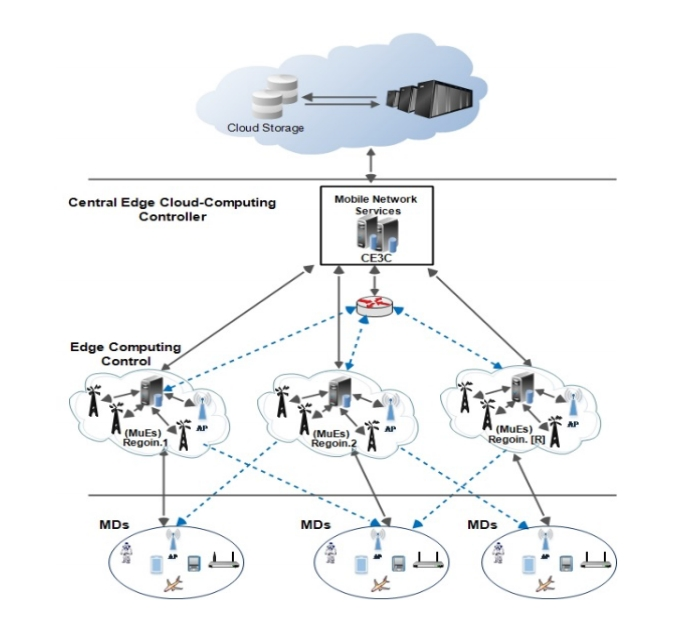 Cloud Storage
Central Edge Cloud-Computing
Controller
Mobile Network
Services
CE3C
Edge Computing
Control
AP
(MuEs)
Regoin.1
AP
(MuEs)
Regoin.2
AP
(MuEs)
Regoin. [R]
MDs
AP
MDs
AP
MDs
AP